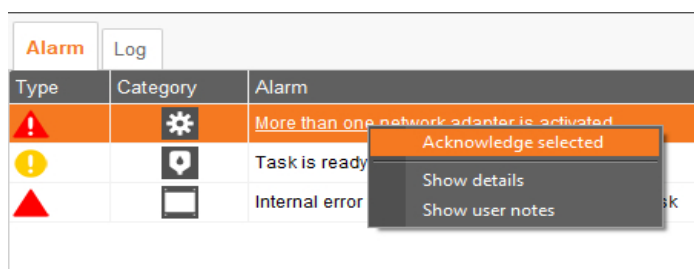 Alarm
Log
Type Category Alarm
More than one network adapter is activated
Acknowledge selected
Task is ready
Show details
Internal error sk
Show user notes